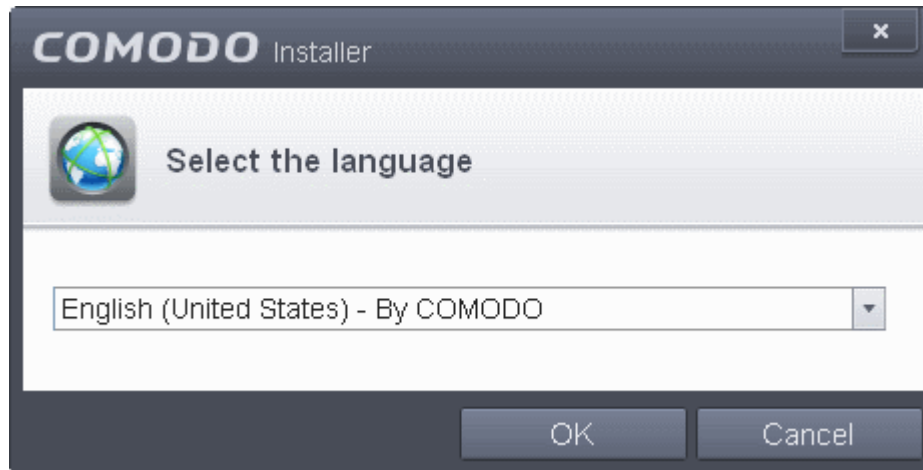 COMODO Installer
Select the language
English (United States) - By COMODO
OK
Cancel